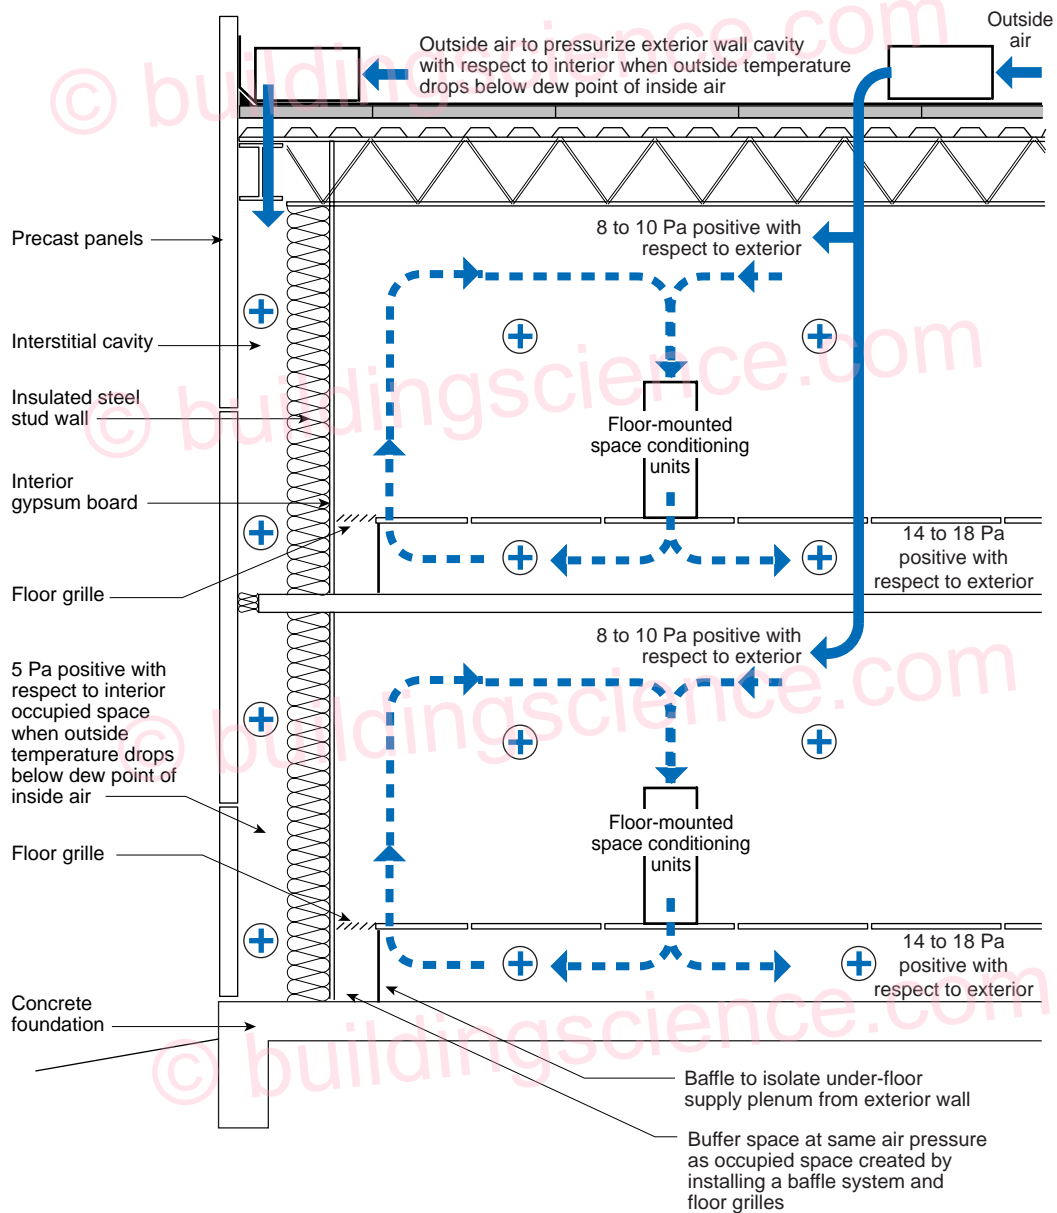 Outside
air
Outside air to pressurize exterior wall cavity
with respect to interior when outside temperature
drops below dew point of inside air
© buildingscience.com
Precast panels
8 to 10 Pa positive with
respect to exterior
Interstitial cavity
© buildingscience.com
Insulated steel
stud wall
Floor-mounted
space conditioning
units
Interior
gypsum board
14 to 18 Pa
positive with
respect to exterior
Floor grille
8 to 10 Pa positive with
respect to exterior
5 Pa positive with
respect to interior
occupied space
when outside
temperature drops
below dew point of
inside air
© buildingscience.com
Floor-mounted
space conditioning
units
Floor grille
14 to 18 Pa
positive with
respect to exterior
Concrete
foundation
© buildingscience.com
Baffle to isolate under-floor
supply plenum from exterior wall
Buffer space at same air pressure
as occupied space created by
installing a baffle system and
floor grilles